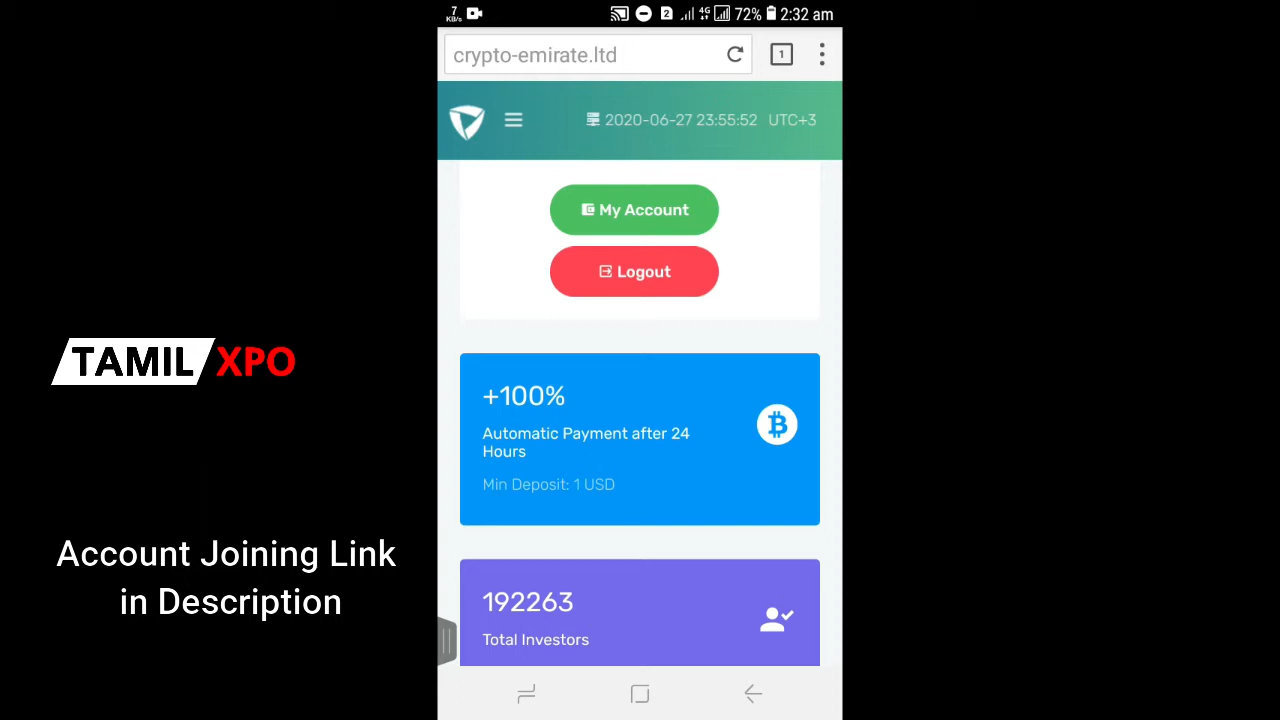 7
KB/s
2
4G
72%
2:32 am
crypto-emirate.ltd
1
2020-06-27 23:55:52 UTC+3
My Account
Logout
TAMIL XPO
+100%
Automatic Payment after 24
Hours
Min Deposit: 1 USD
Account Joining Link
in Description
192263
Total Investors